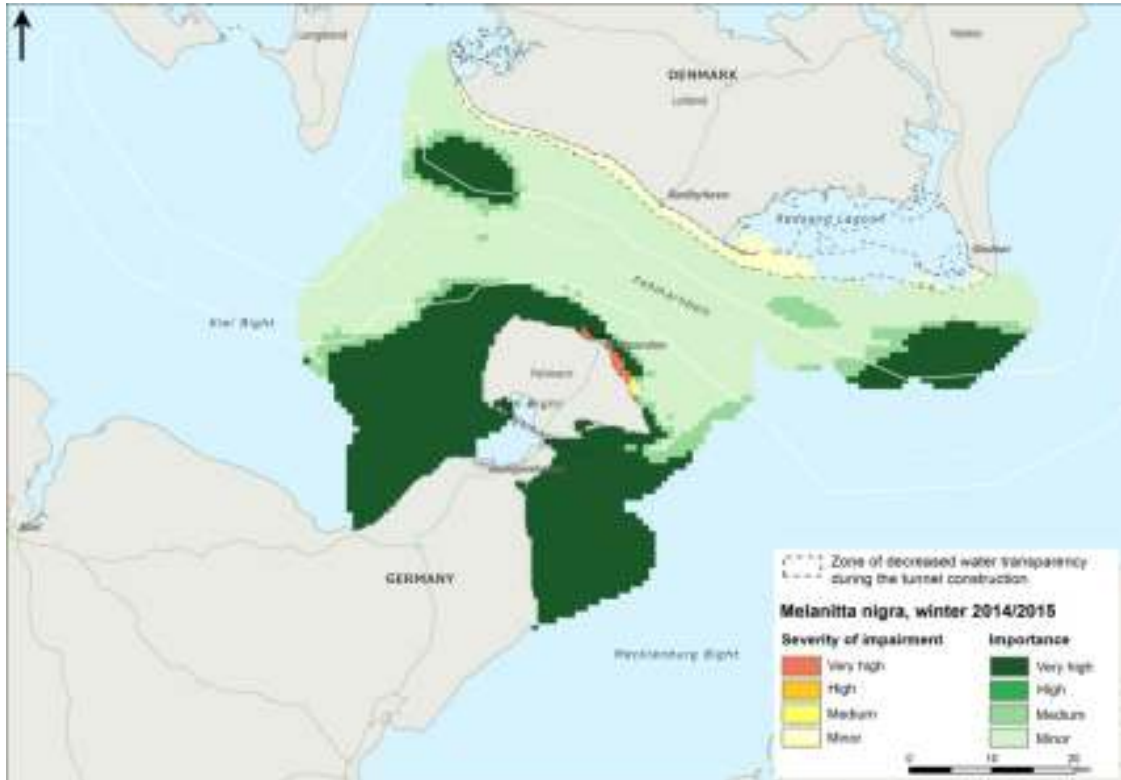 DENMARK
Lolland
Rødsand Lagoon
Fehmarnbelt
Kiel Bight
Fehmarn
GERMANY
Mecklenburg Bight
Zone of decreased water transparency
during the tunnel construction
Melanitta nigra, winter 2014/2015
Severity of impairment Importance
Very high Very high
High High
Medium Medium
Minor Minor
0 10 20